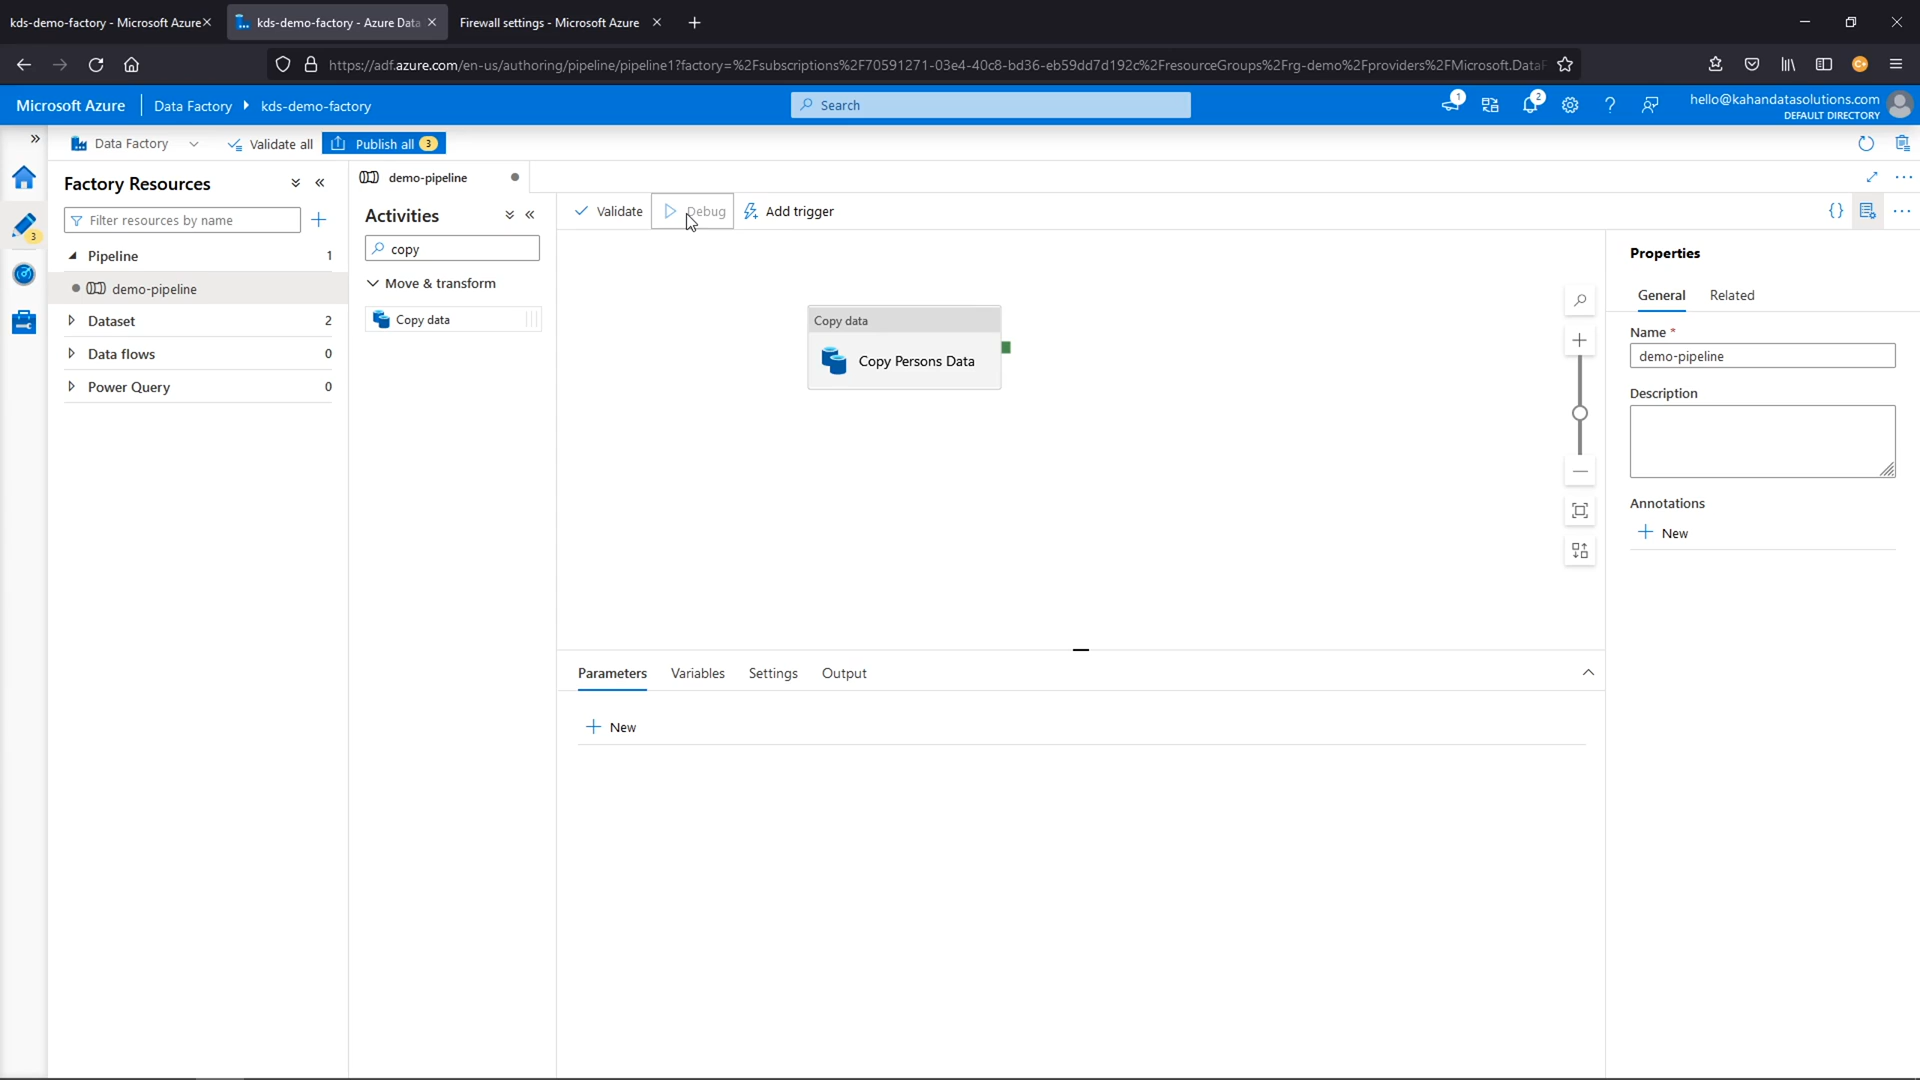 kds-demo-factory - Microsoft Azure
kds-demo-factory - Azure Data
Firewall settings - Microsoft Azure
https://adf.azure.com/en-us/authoring/pipeline/pipeline1?factory=%2Fsubscriptions%2F70591271-03e4-40c8-bd36-eb59dd7d192c%2FresourceGroups%2Frg-demo%2Fproviders%2FMicrosoft.DataF
Microsoft Azure
Data Factory
kds-demo-factory
Search
1
2
hello@kahandatasolutions.com
DEFAULT DIRECTORY
Data Factory
Validate all
Publish all 3
Factory Resources
demo-pipeline
Activities
Validate
Debug
Add trigger
Filter resources by name
3
copy
Properties
Pipeline 1
demo-pipeline
Move & transform
General
Related
Dataset 2
Copy data
Copy data
Copy Persons Data
Name *
demo-pipeline
Data flows 0
Power Query 0
Description
Annotations
New
Parameters
Variables
Settings
Output
New